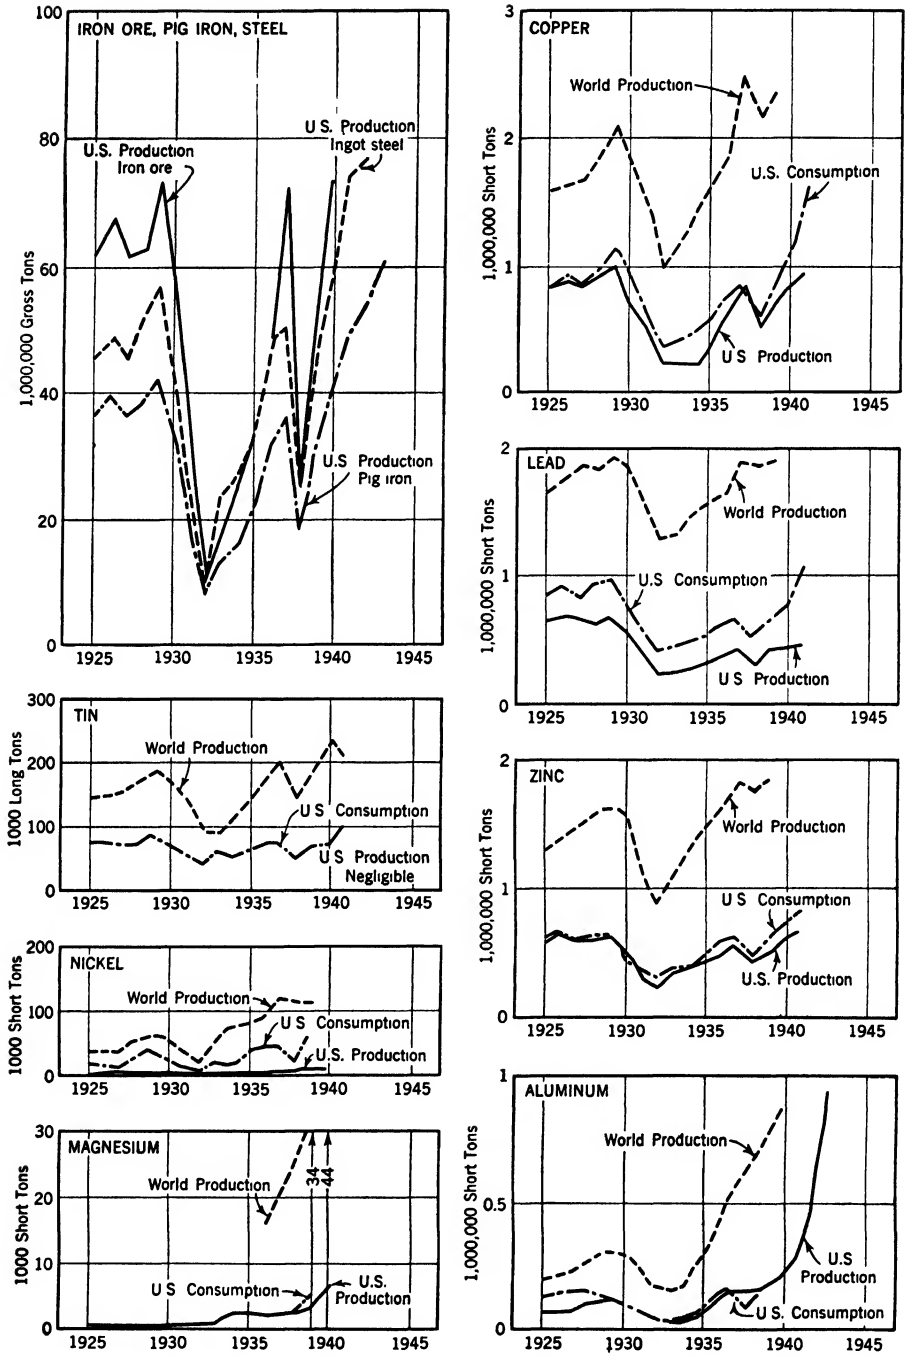 IRON ORE, PIG IRON, STEEL
100
80
60
40
20
0
1,000,000 Gross Tons
U.S. Production
Iron ore
U.S. Production
Ingot steel
U.S Production
Pig iron
1925 1930 1935 1940 1945
TIN
300
200
100
0
1000 Long Tons
World Production
U S Consumption
U S Production
Negligible
1925 1930 1935 1940 1945
NICKEL
200
100
0
1000 Short Tons
World Production
U S Consumption
U.S. Production
1925 1930 1935 1940 1945
MAGNESIUM
30
20
10
0
1000 Short Tons
World Production
34
44
U S Consumption
U.S.
Production
1925 1930 1935 1940 1945
COPPER
3
2
1
0
1,000,000 Short Tons
World Production
U.S. Consumption
U S Production
1925 1930 1935 1940 1945
LEAD
2
1
0
1,000,000 Short Tons
World Production
U.S Consumption
U S Production
1925 1930 1935 1940 1945
ZINC
2
1
0
1,000,000 Short Tons
World Production
U S Consumption
U.S. Production
1925 1930 1935 1940 1945
ALUMINUM
1
0.5
0
1,000,000 Short Tons
World Production
U.S
Production
U S. Consumption
1925 1930 1935 1940 1945